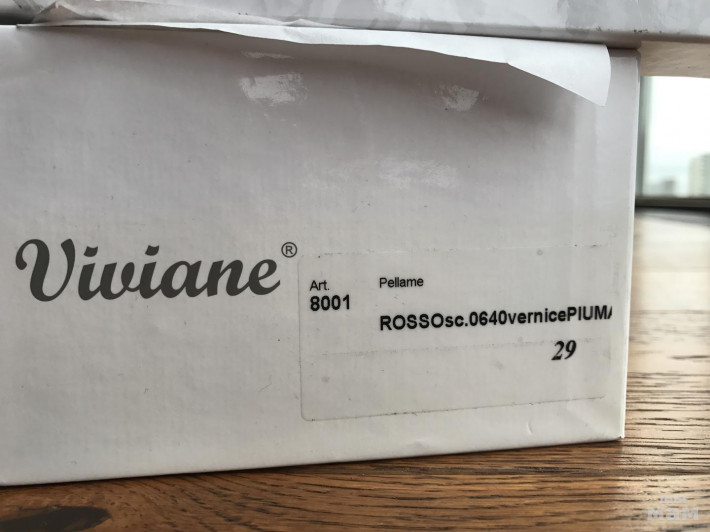 Viviane®
Art.
8001
Pellame
ROSSOsc.0640vernicePIUMA
29